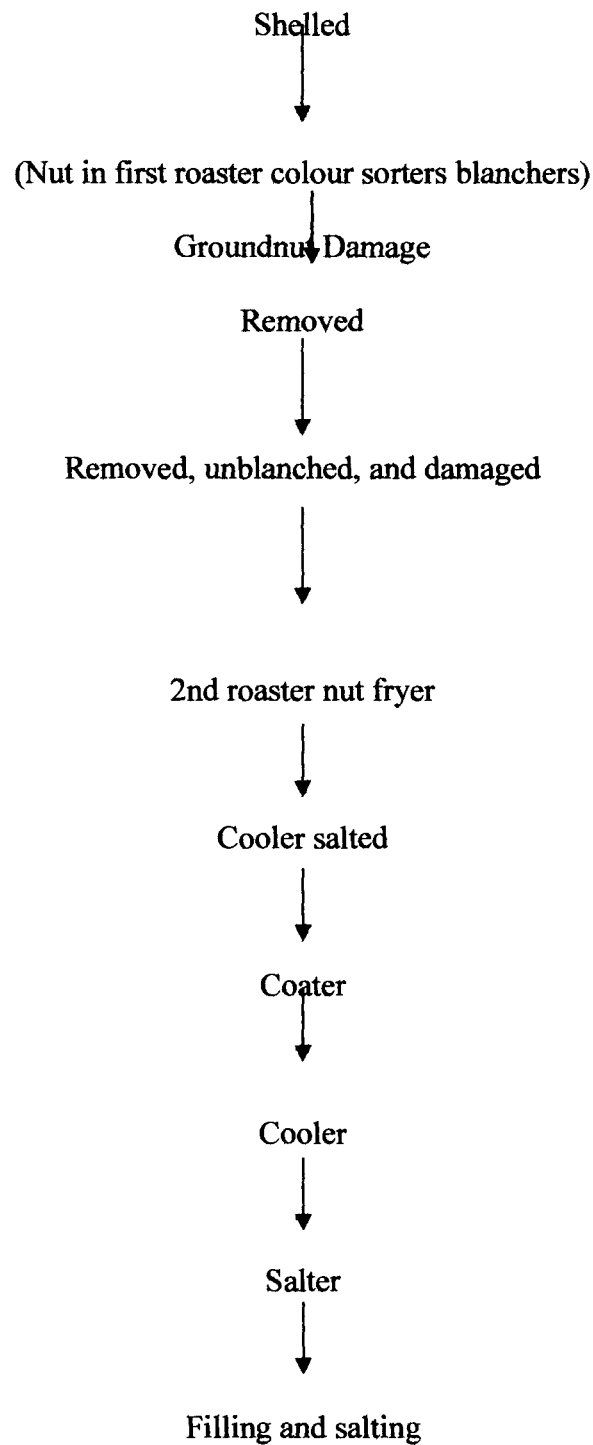 Shelled
(Nut in first roaster colour sorters blanchers)
Groundnut Damage
Removed
Removed, unblanched, and damaged
2nd roaster nut fryer
Cooler salted
Coater
Cooler
Salter
Filling and salting